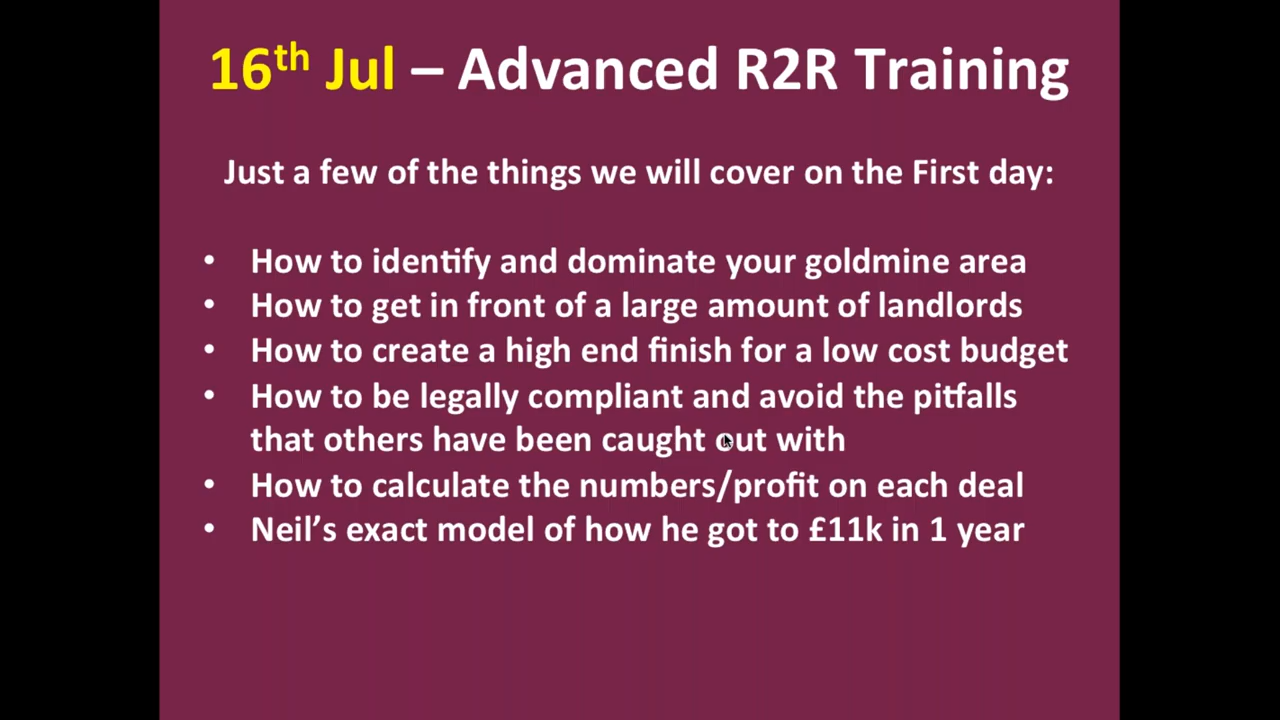 16th Jul – Advanced R2R Training
Just a few of the things we will cover on the First day:
• How to identify and dominate your goldmine area
• How to get in front of a large amount of landlords
• How to create a high end finish for a low cost budget
• How to be legally compliant and avoid the pitfalls
that others have been caught out with
• How to calculate the numbers/profit on each deal
• Neil’s exact model of how he got to £11k in 1 year